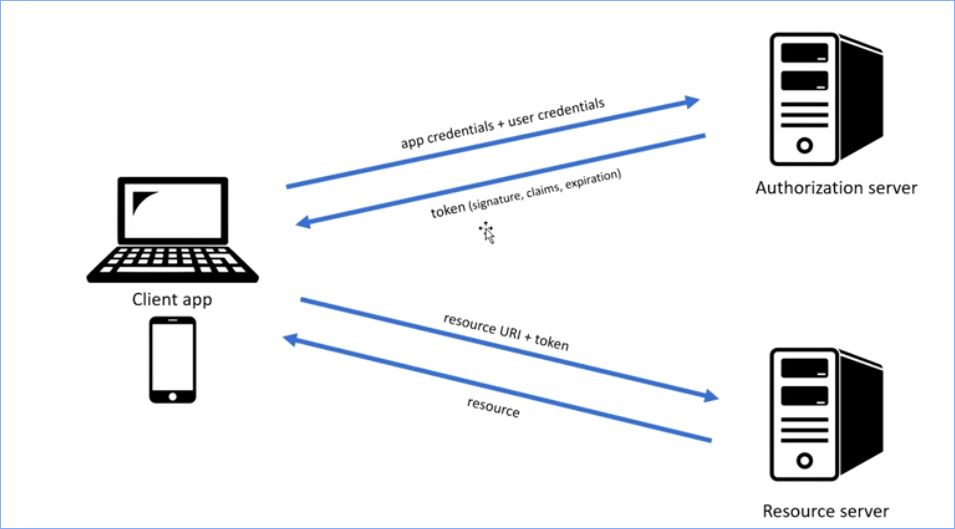 app credentials + user credentials
token (signature, claims, expiration)
Authorization server
Client app
resource URI + token
resource
Resource server